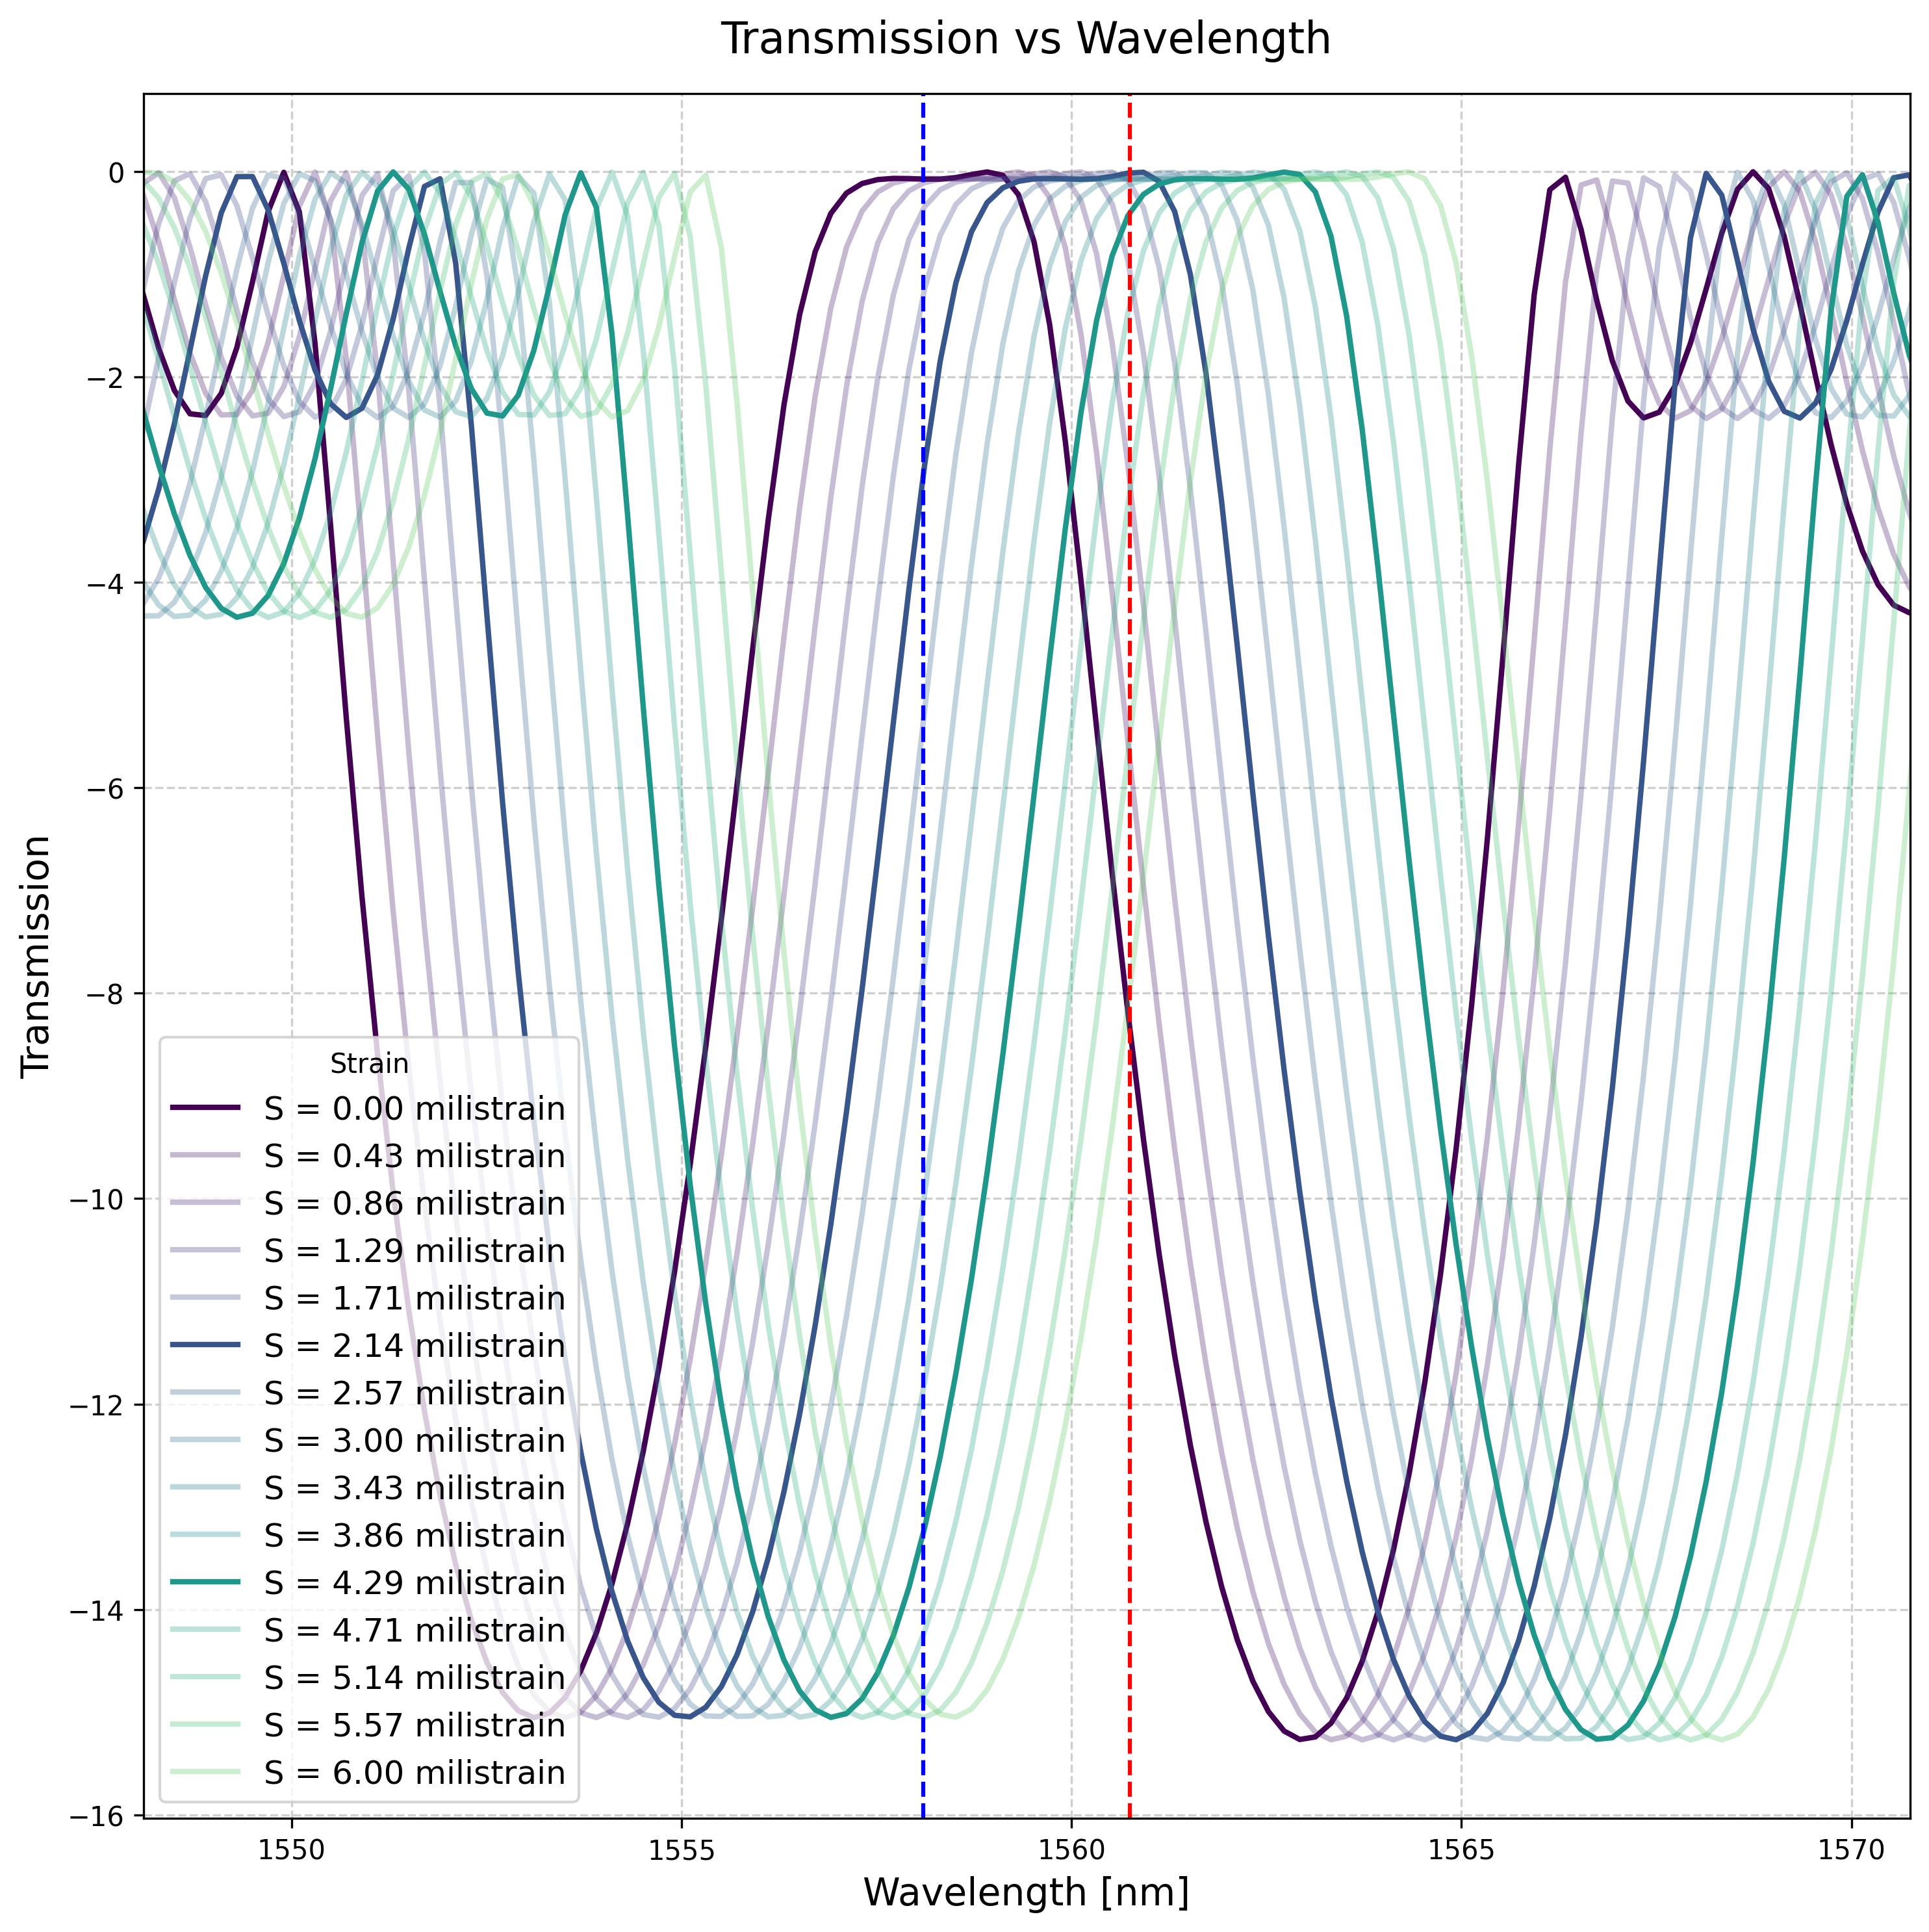 Transmission vs Wavelength
Transmission
0
−2
−4
−6
−8
−10
−12
−14
−16
Strain
S = 0.00 milistrain
S = 0.43 milistrain
S = 0.86 milistrain
S = 1.29 milistrain
S = 1.71 milistrain
S = 2.14 milistrain
S = 2.57 milistrain
S = 3.00 milistrain
S = 3.43 milistrain
S = 3.86 milistrain
S = 4.29 milistrain
S = 4.71 milistrain
S = 5.14 milistrain
S = 5.57 milistrain
S = 6.00 milistrain
1550 1555 1560 1565 1570
Wavelength [nm]